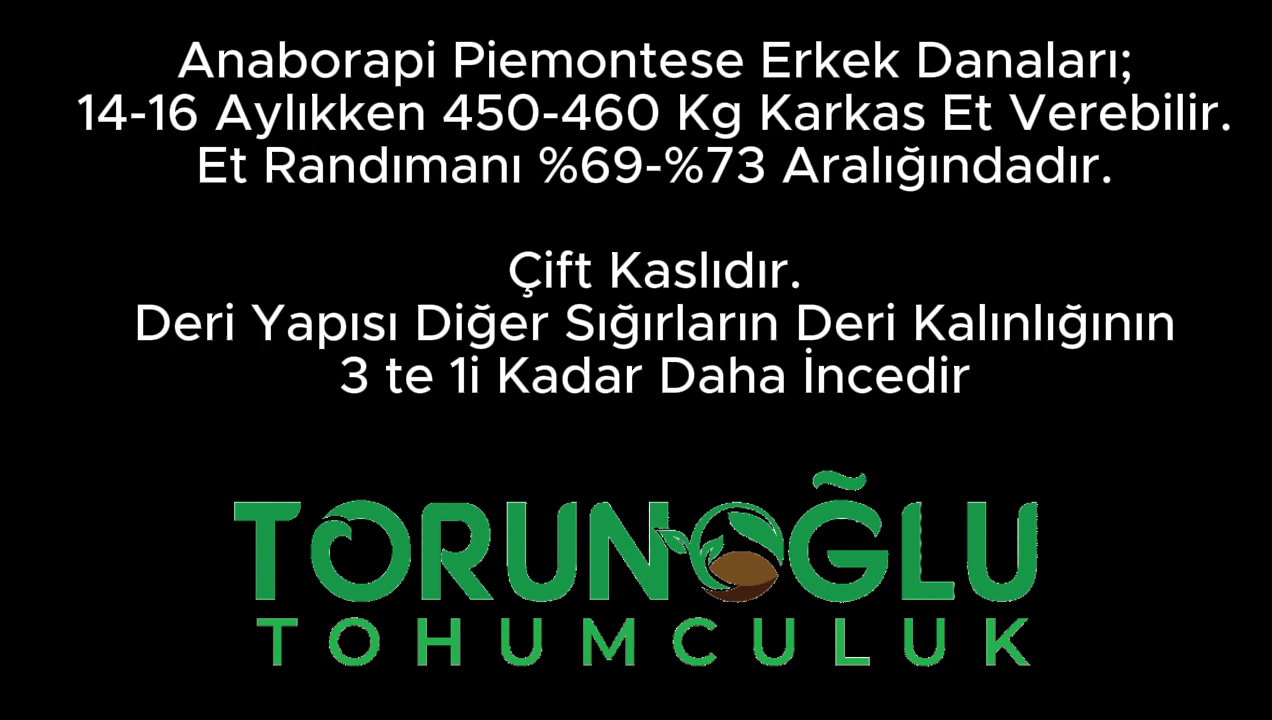 Anaborapi Piemontese Erkek Danaları;
14-16 Aylıkken 450-460 Kg Karkas Et Verebilir.
Et Randımanı %69-%73 Aralığındadır.
Çift Kaslıdır.
Deri Yapısı Diğer Sığırların Deri Kalınlığının
3 te 1i Kadar Daha İncedir
TORUNOĞLU
TOHUMCULUK